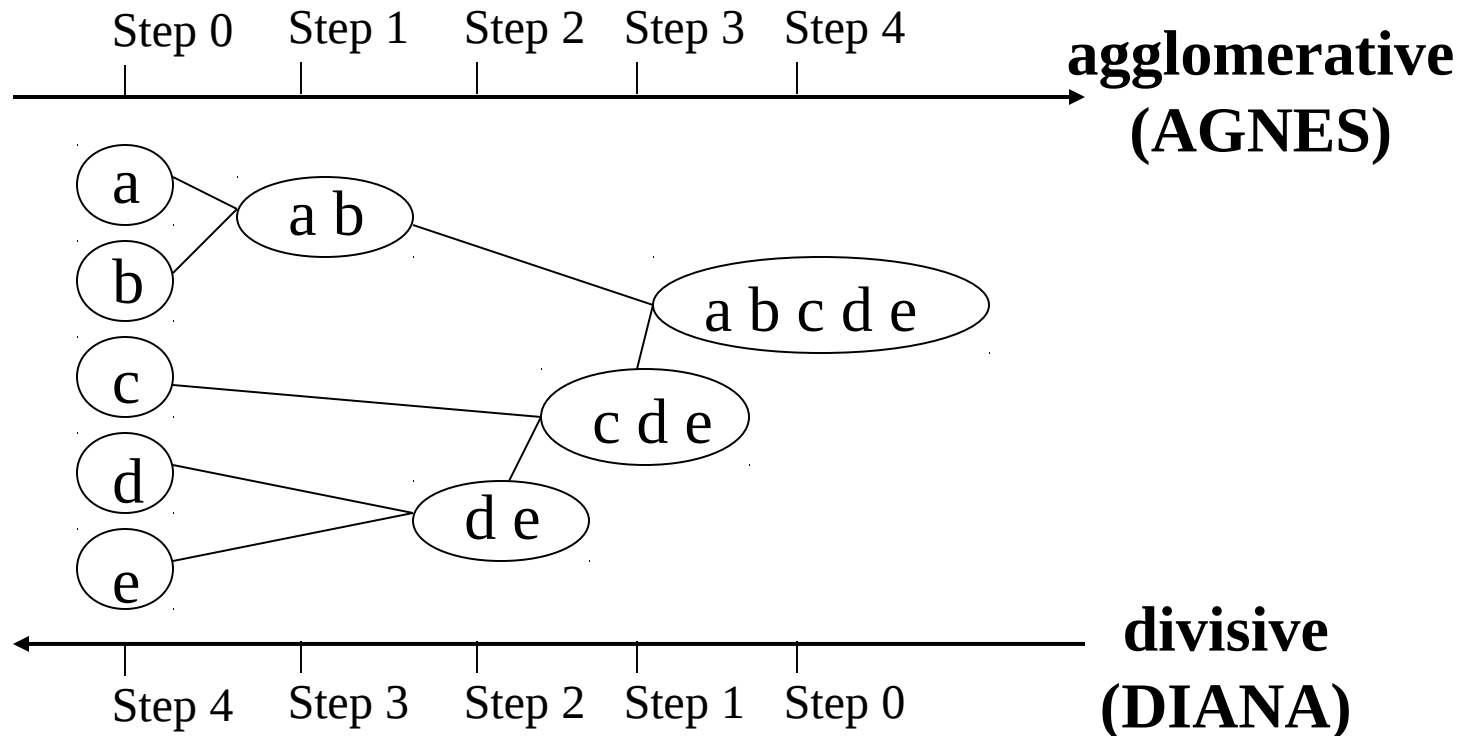 Step 0 Step 1 Step 2 Step 3 Step 4
agglomerative
(AGNES)
a
a b
b
a b c d e
c
c d e
d
d e
e
divisive
(DIANA)
Step 4 Step 3 Step 2 Step 1 Step 0